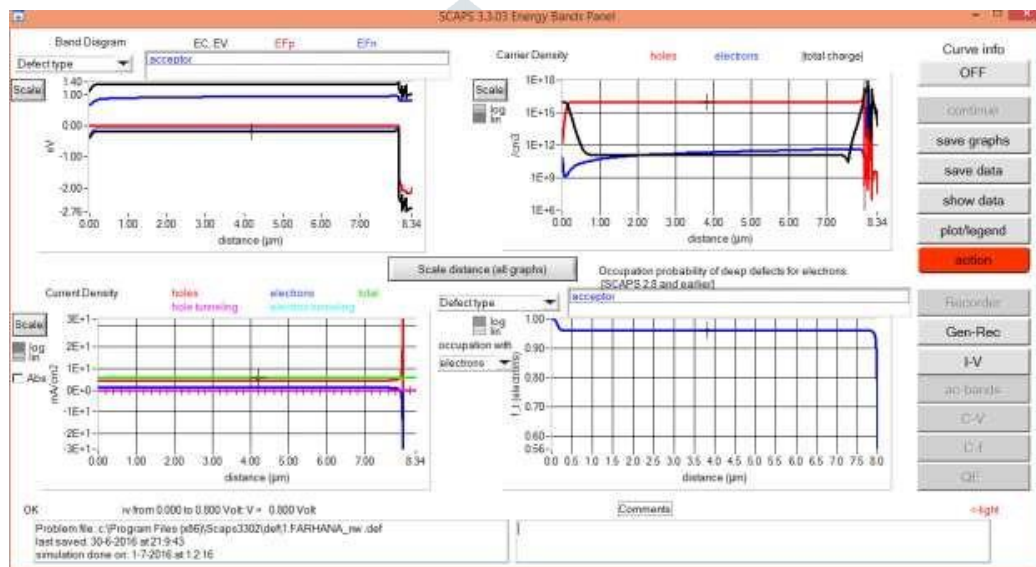 SCAPS 3.3.03 Energy Bands Panel
Band Diagram EC, EV EFp EFn
Defect type
acceptor
Scale
eV
1.40
1.00
0.00
-1.00
-2.00
-2.76
0.00 1.00 2.00 3.00 4.00 5.00 6.00 7.00 8.34
distance (µm)
Carrier Density holes electrons |total charge|
Scale
log
lin
/cm3
1E+18
1E+15
1E+12
1E+9
1E+6
0.00 1.00 2.00 3.00 4.00 5.00 6.00 7.00 8.34
distance (µm)
Curve info
OFF
continue
save graphs
save data
show data
plot/legend
action
Recorder
Gen-Rec
I-V
ac-bands
C-V
C-f
QE
Scale distance (all graphs)
Current Density holes electrons total
hole tunneling electron tunneling
Scale
log
lin
Abs
mA/cm2
3E+1
2E+1
1E+1
0E+0
-1E+1
-2E+1
-3E+1
0.00 1.00 2.00 3.00 4.00 5.00 6.00 7.00 8.34
distance (µm)
Occupation probability of deep defects for electrons
[SCAPS 2.8 and earlier]
Defect type
acceptor
log
lin
occupation with
electrons
f_t (electrons)
1.00
0.90
0.70
0.60
0.56
0.0 0.5 1.0 1.5 2.0 2.5 3.0 3.5 4.0 4.5 5.0 5.5 6.0 6.5 7.0 7.5 8.0
distance (µm)
OK iv from 0.000 to 0.800 Volt: V = 0.800 Volt
Problem file: c:\Program Files (x86)\Scaps3302\def\1.FARHANA_nw .def
last saved: 30-6-2016 at 21:9:43
simulation done on: 1-7-2016 at 1:2:16
Comments
light